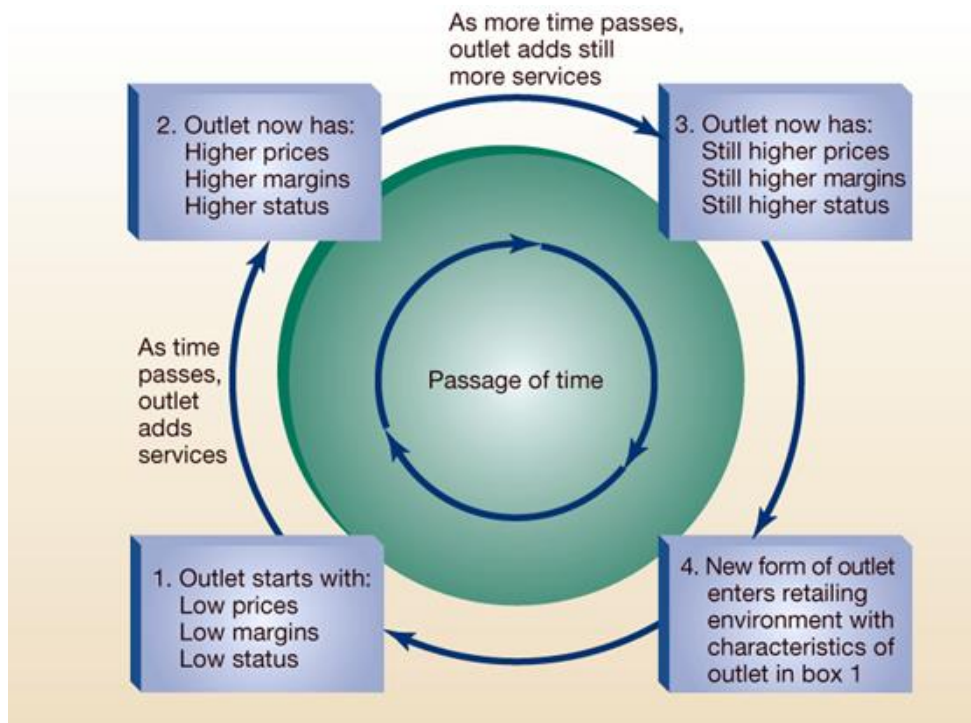 As more time passes,
outlet adds still
more services
2. Outlet now has:
Higher prices
Higher margins
Higher status
3. Outlet now has:
Still higher prices
Still higher margins
Still higher status
As time
passes,
outlet
adds
services
Passage of time
1. Outlet starts with:
Low prices
Low margins
Low status
4. New form of outlet
enters retailing
environment with
characteristics of
outlet in box 1